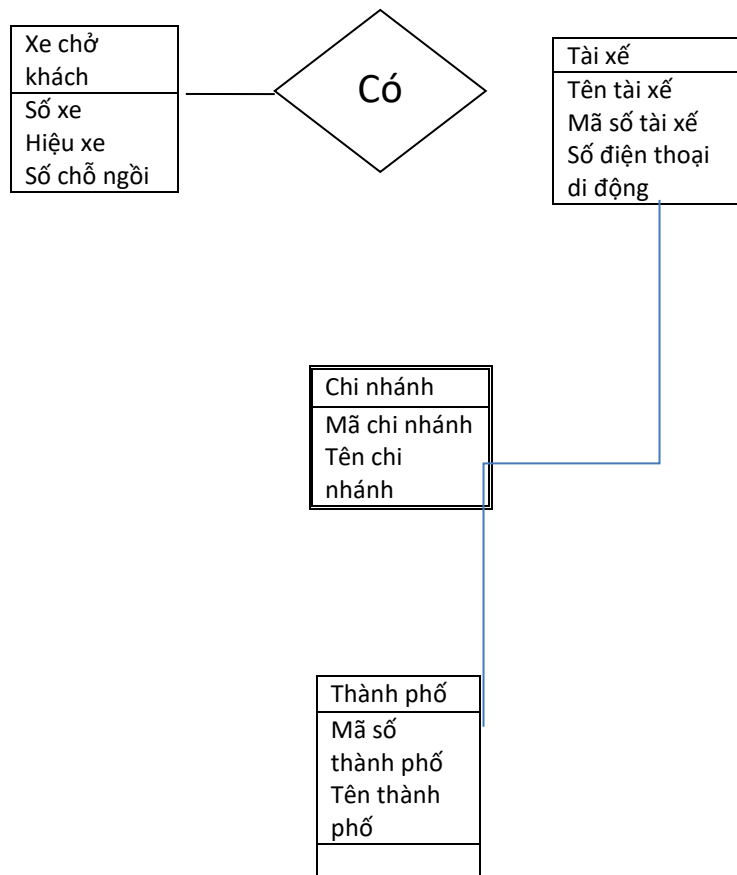 Xe chở
khách
Số xe
Hiệu xe
Số chỗ ngồi
Có
Tài xế
Tên tài xế
Mã số tài xế
Số điện thoại
di động
Chi nhánh
Mã chi nhánh
Tên chi
nhánh
Thành phố
Mã số
thành phố
Tên thành
phố